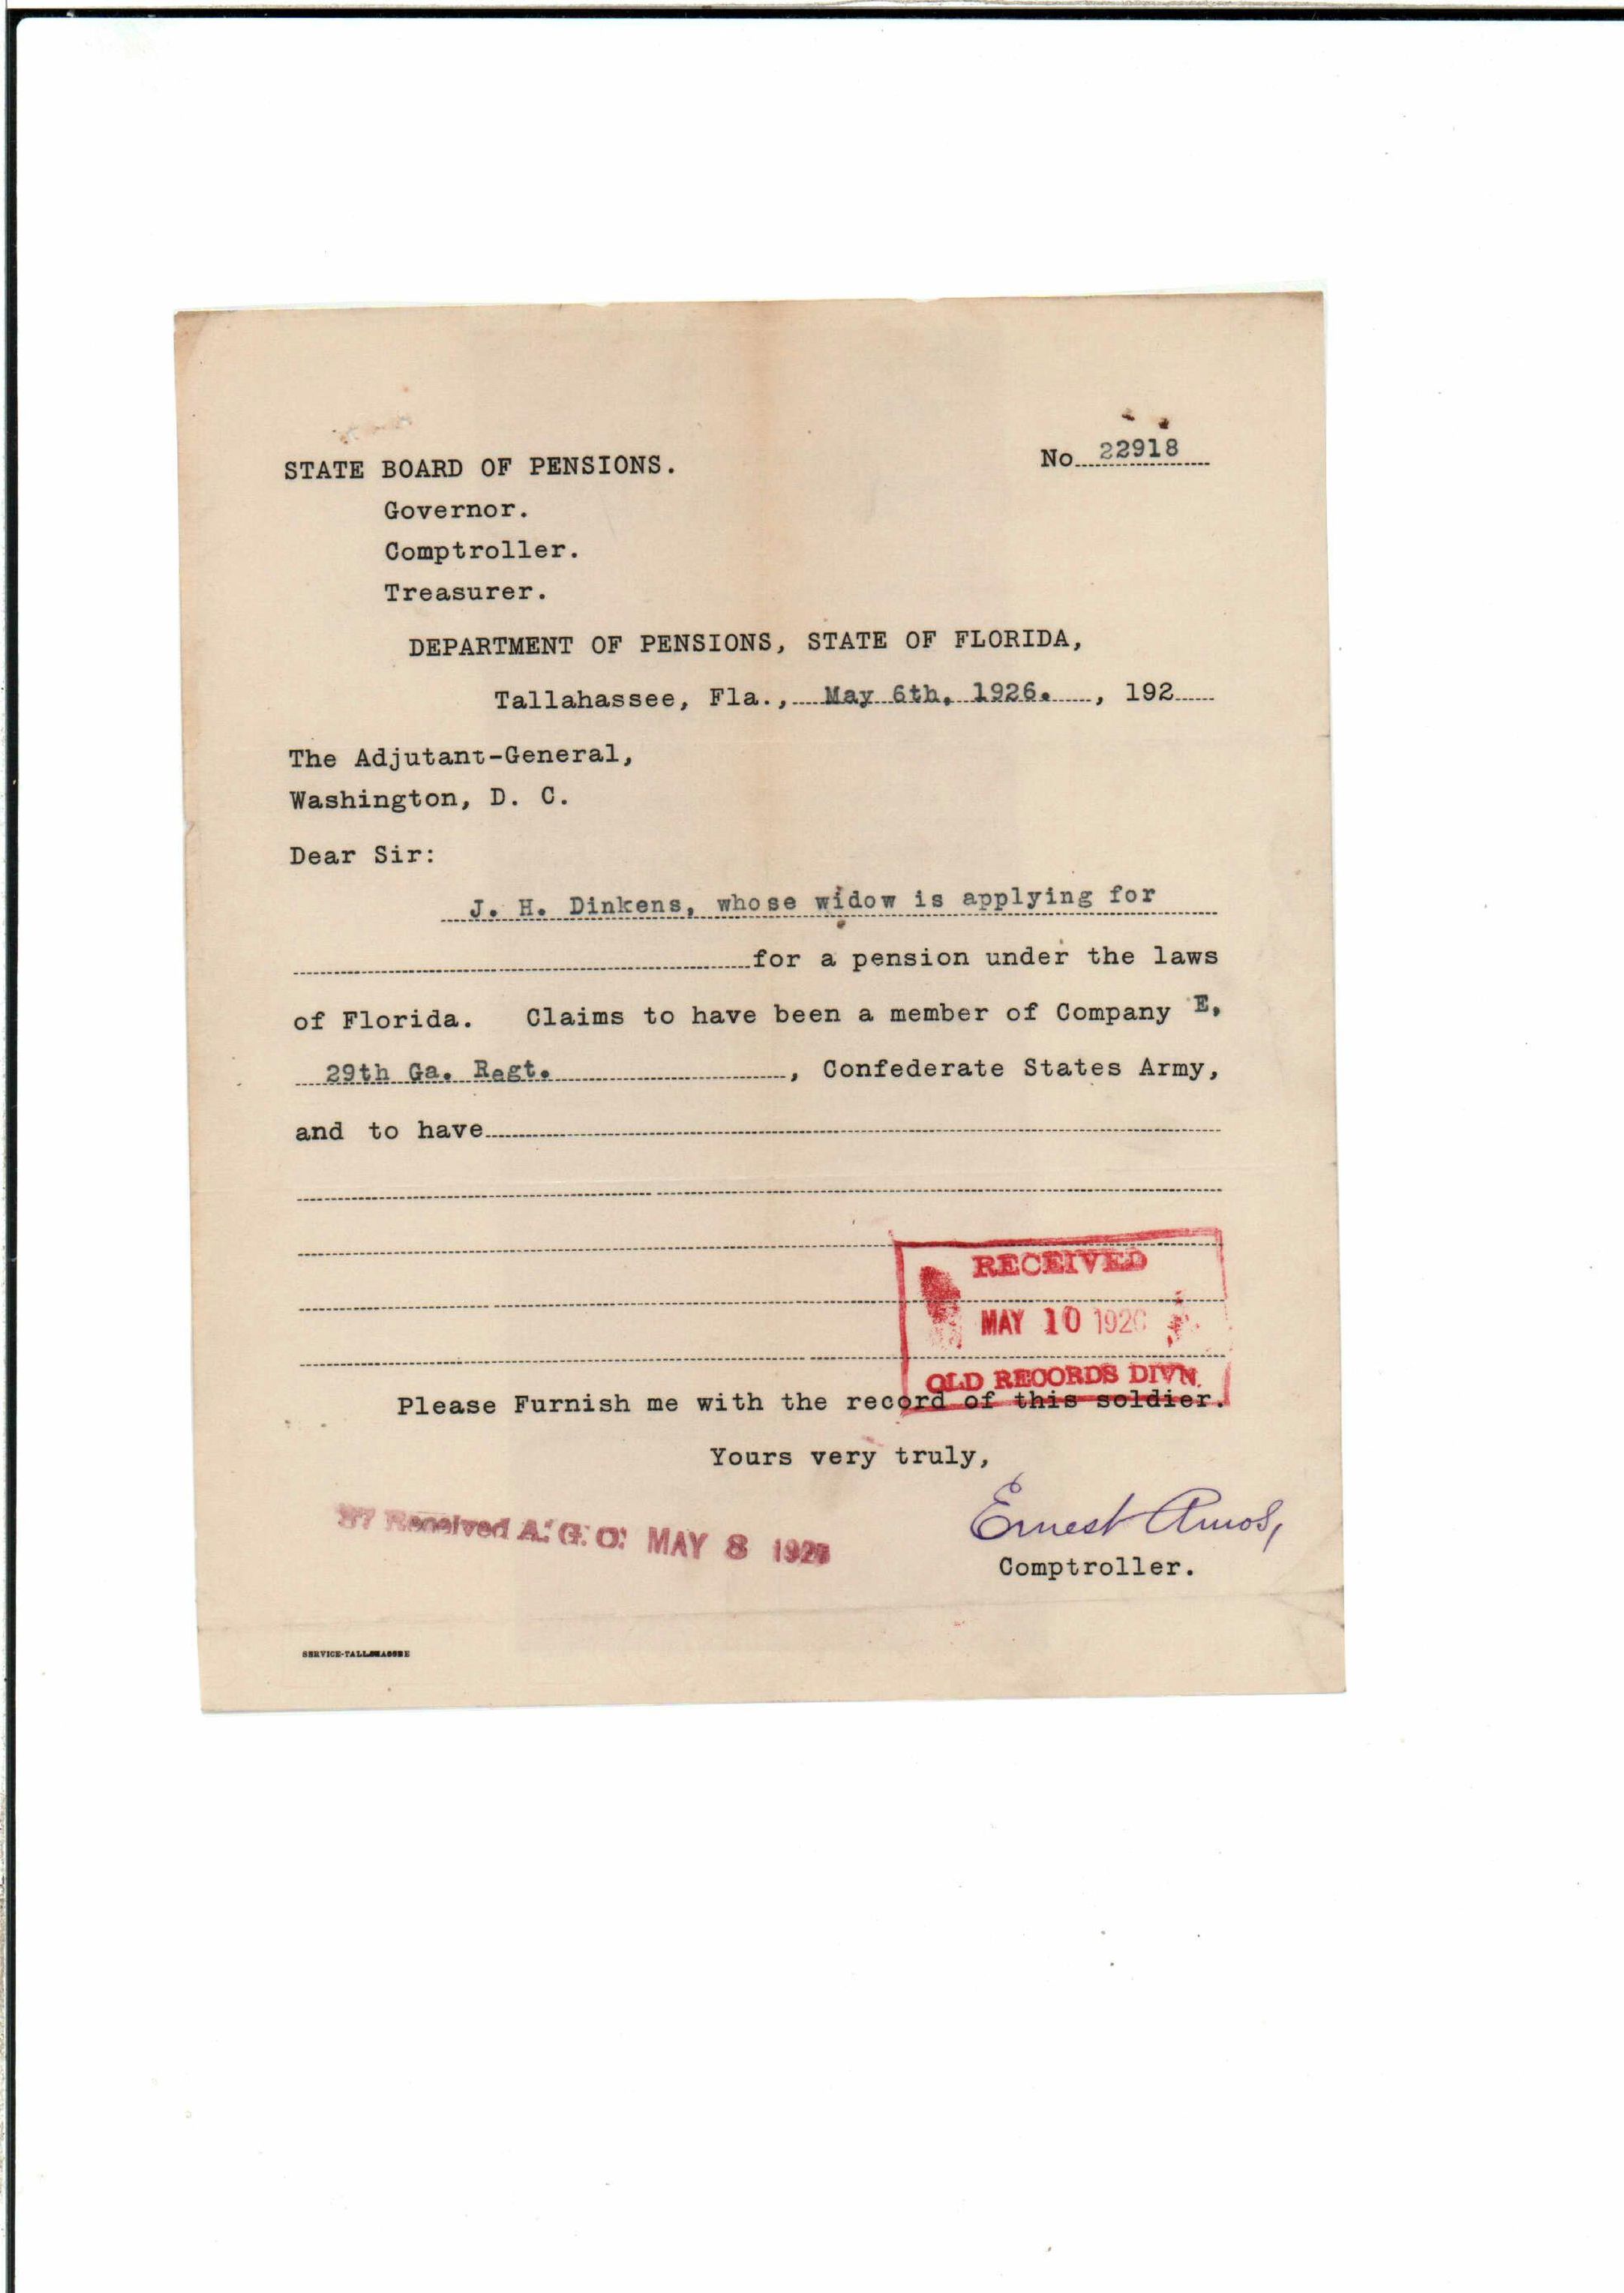 No 22918
STATE BOARD OF PENSIONS.
Governor.
Comptroller.
Treasurer.
DEPARTMENT OF PENSIONS, STATE OF FLORIDA,
Tallahassee, Fla., May 6th, 1926. , 192
The Adjutant-General,
Washington, D. C.
Dear Sir:
J. H. Dinkens, whose widow is applying for
for a pension under the laws
of Florida. Claims to have been a member of Company E,
29th Ga. Regt. , Confederate States Army,
and to have
RECEIVED
MAY 10 1926
OLD RECORDS DIVN.
Please Furnish me with the record of this soldier.
Yours very truly,
Ernest Amos,
Comptroller.
Received A. G. O. MAY 8 1926
SERVICE-TALLAHASSEE